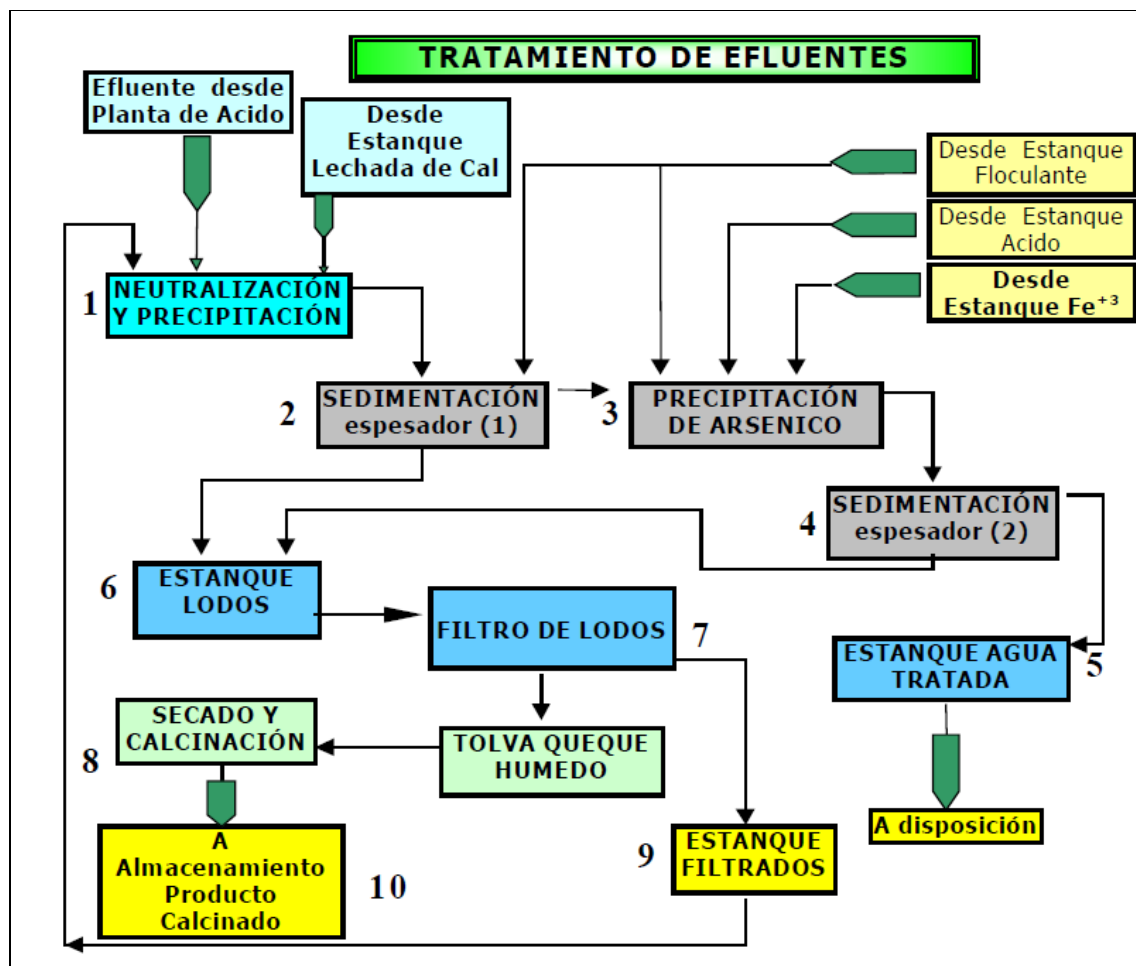 TRATAMIENTO DE EFLUENTES
Efluente desde
Planta de Acido
Desde
Estanque
Lechada de Cal
Desde Estanque
Floculante
Desde Estanque
Acido
Desde
Estanque Fe⁺³
1
NEUTRALIZACIÓN
Y PRECIPITACIÓN
2
SEDIMENTACIÓN
espesador (1)
3
PRECIPITACIÓN
DE ARSENICO
4
SEDIMENTACIÓN
espesador (2)
6
ESTANQUE
LODOS
FILTRO DE LODOS
7
ESTANQUE AGUA
TRATADA
5
8
SECADO Y
CALCINACIÓN
TOLVA QUEQUE
HUMEDO
A disposición
A
Almacenamiento
Producto
Calcinado
10
9
ESTANQUE
FILTRADOS